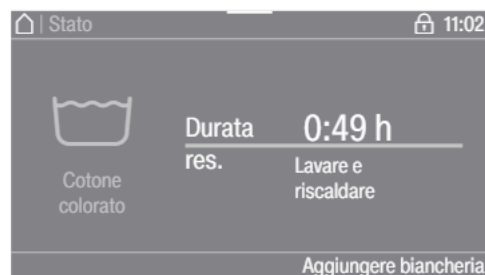 | Stato 11:02
Durata 0:49 h
res. Lavare e
riscaldare
Cotone
colorato
Aggiungere biancheria